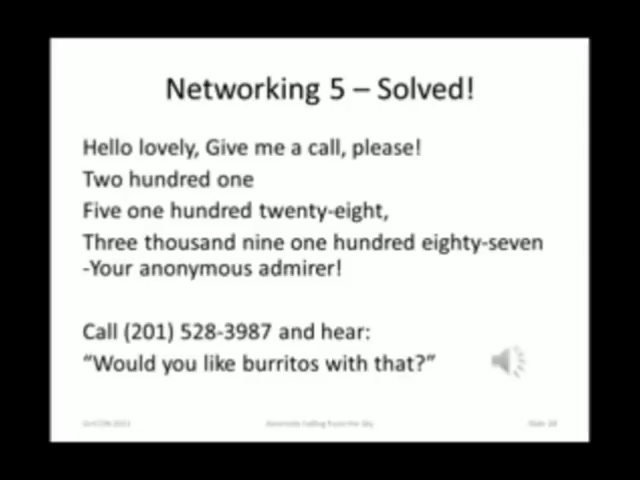 Networking 5 – Solved!
Hello lovely, Give me a call, please!
Two hundred one
Five one hundred twenty-eight,
Three thousand nine one hundred eighty-seven
-Your anonymous admirer!
Call (201) 528-3987 and hear:
“Would you like burritos with that?”